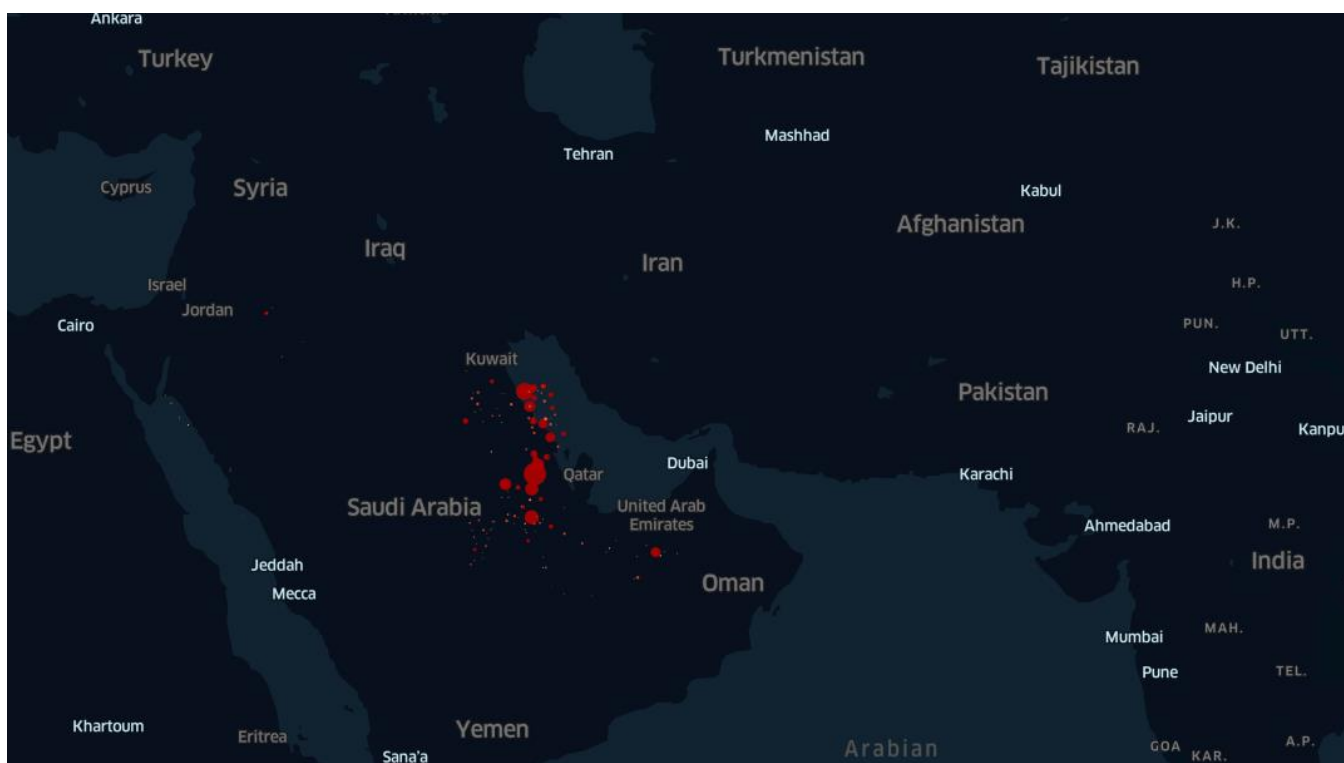 Ankara
Turkey
Turkmenistan
Tajikistan
Mashhad
Tehran
Cyprus
Syria
Kabul
Afghanistan
J.K.
Iraq
Iran
Israel
H.P.
Jordan
Cairo
PUN.
UTT.
Kuwait
New Delhi
Pakistan
Egypt
RAJ.
Jaipur
Kanpu
Dubai
Qatar
Karachi
Saudi Arabia
United Arab
Emirates
Ahmedabad
M.P.
Jeddah
India
Mecca
Oman
Mumbai
MAH.
Pune
TEL.
Khartoum
Eritrea
Yemen
Sana'a
Arabian
GOA
KAR.
A.P.